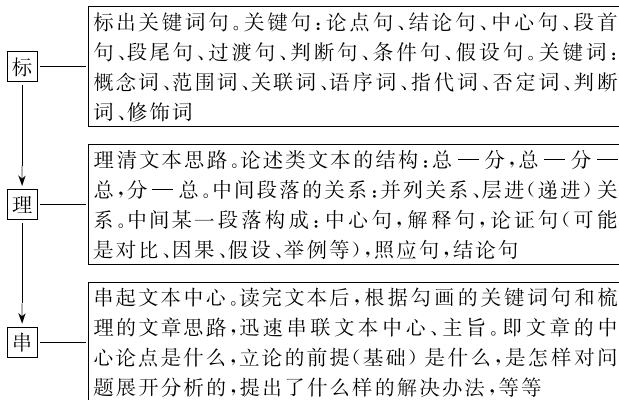 标出关键词句。关键句:论点句、结论句、中心句、段首
句、段尾句、过渡句、判断句、条件句、假设句。关键词:
概念词、范围词、关联词、语序词、指代词、否定词、判断
词、修饰词
标
理清文本思路。论述类文本的结构:总—分,总—分—
总,分—总。中间段落的关系:并列关系、层进(递进)关
系。中间某一段落构成:中心句,解释句,论证句(可能
是对比、因果、假设、举例等),照应句,结论句
理
串起文本中心。读完文本后,根据勾画的关键词句和梳
理的文章思路,迅速串联文本中心、主旨。即文章的中
心论点是什么,立论的前提(基础)是什么,是怎样对问
题展开分析的,提出了什么样的解决办法,等等
串